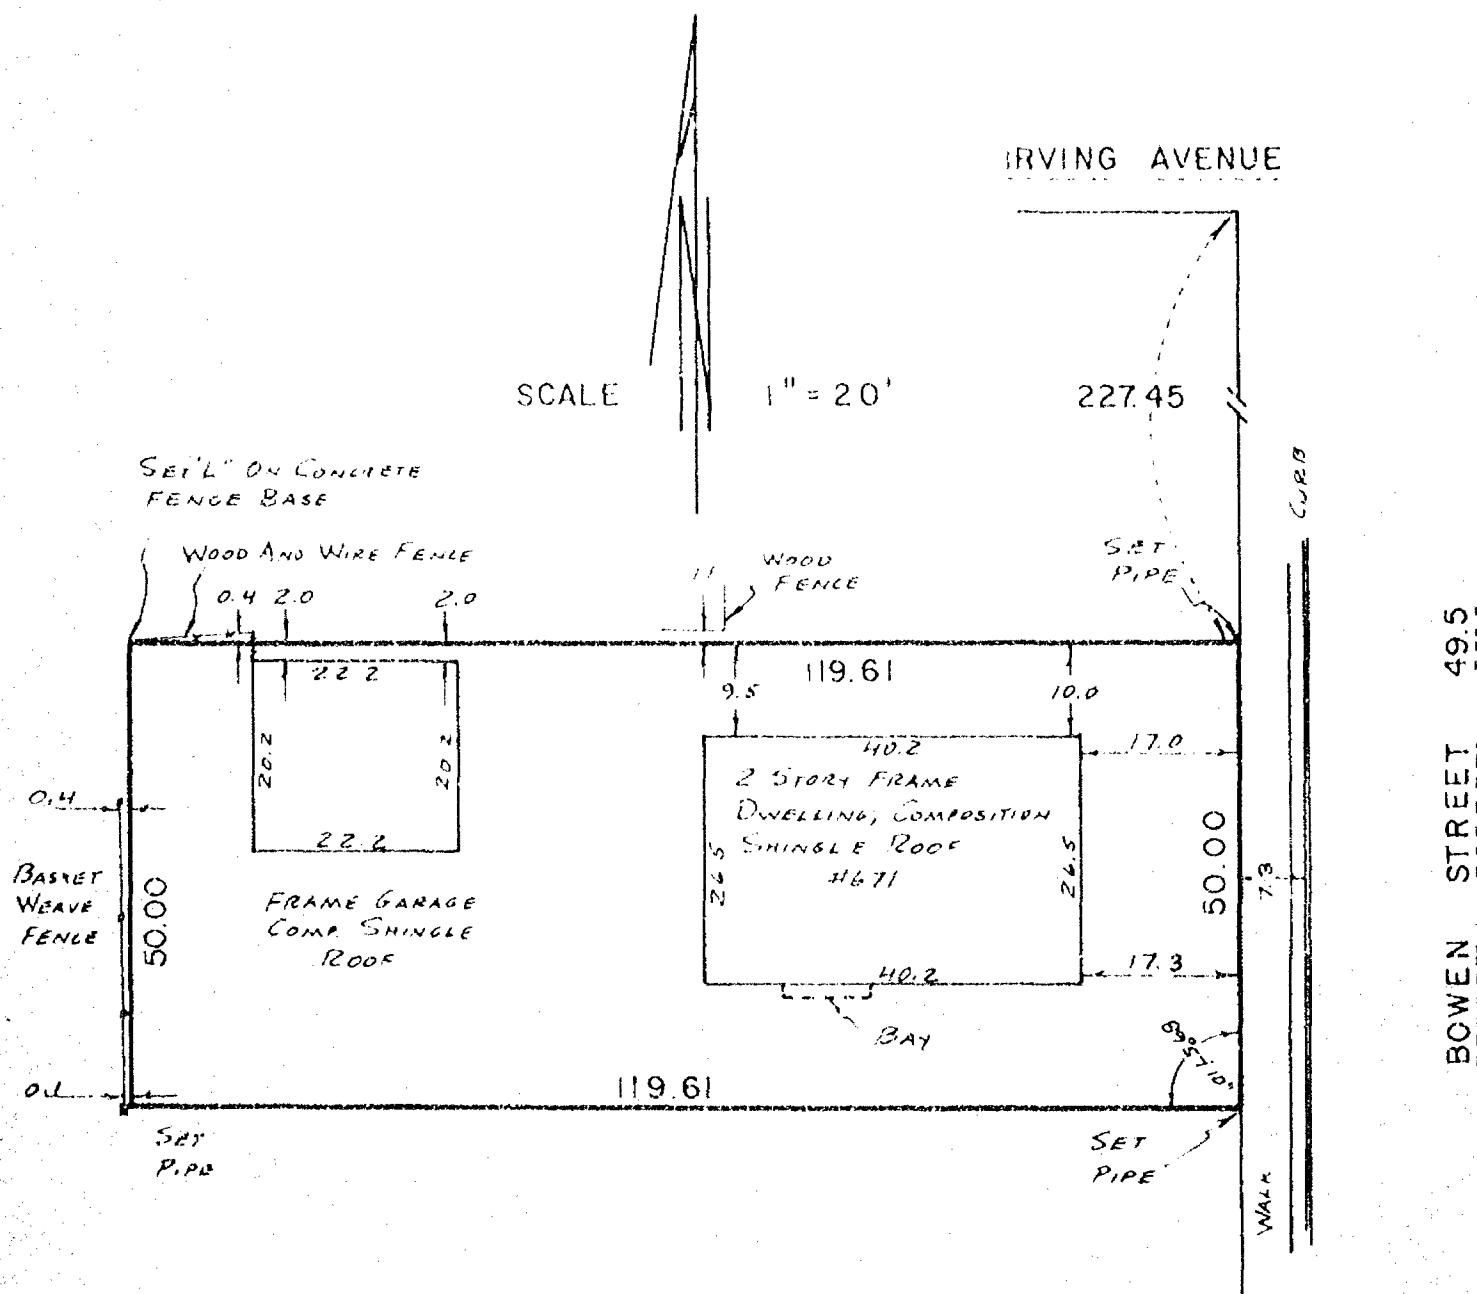 IRVING AVENUE
SCALE 1" = 20'
227.45
SET "L" ON CONCRETE
FENCE BASE
WOOD AND WIRE FENCE
0.4 2.0
2.0
WOOD
FENCE
SET
PIPE
CURB
22.2
20.2
20.2
22.2
FRAME GARAGE
COMP. SHINGLE
ROOF
119.61
9.5
10.0
40.2
17.0
2 STORY FRAME
DWELLING, COMPOSITION
SHINGLE ROOF
#671
26.5
26.5
40.2
17.3
BAY
50.00
7.3
0.4
BASKET
WEAVE
FENCE
50.00
0.1
119.61
89° 57' 10"
SET
PIPE
SET
PIPE
WALK
BOWEN STREET 49.5